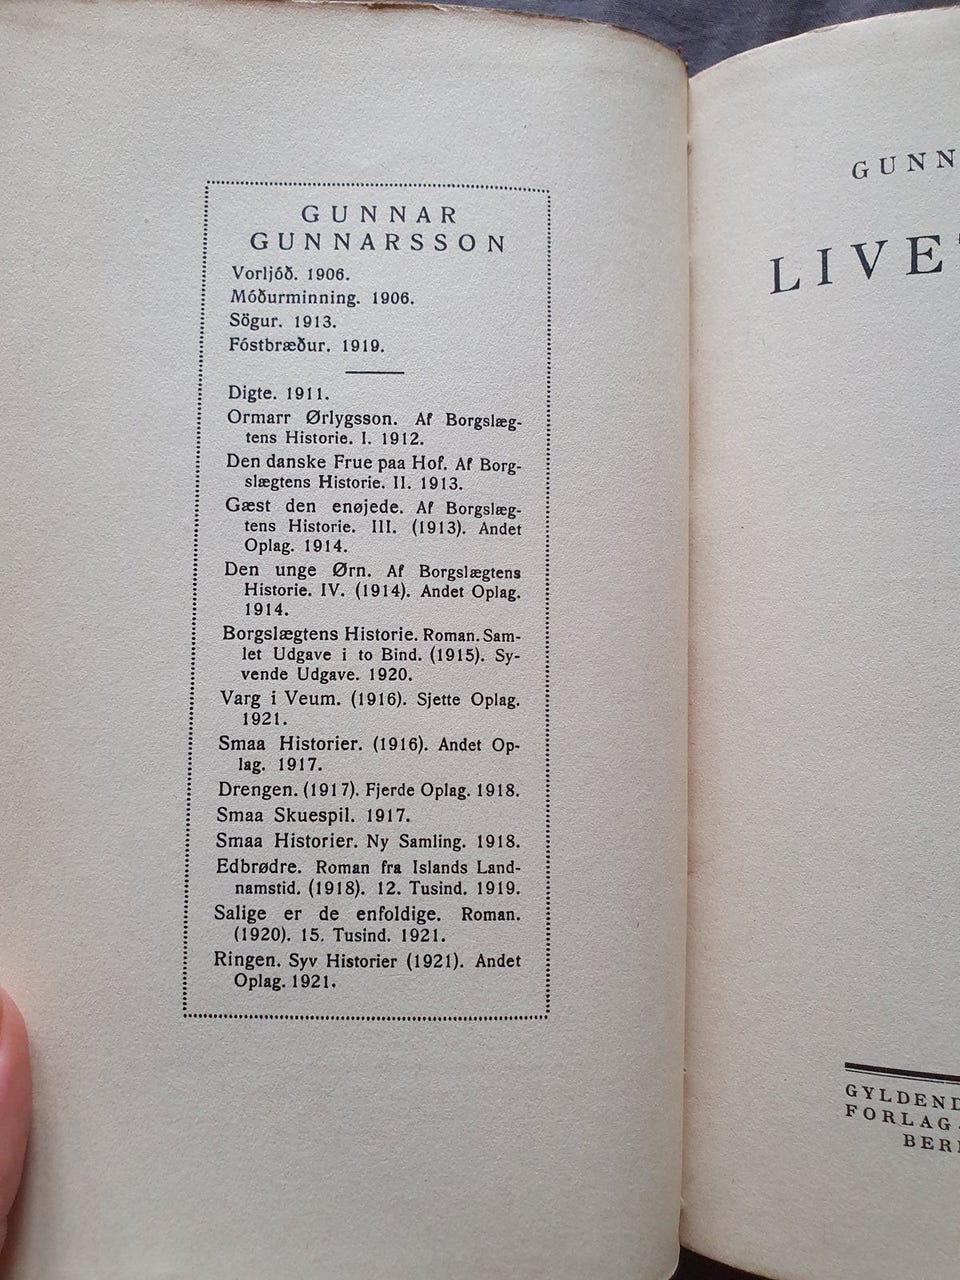 GUNNAR
GUNNARSSON
Vorljóð. 1906.
Móðurminning. 1906.
Sögur. 1913.
Fóstbræður. 1919.
Digte. 1911.
Ormarr Ørlygsson. Af Borgslæg-
tens Historie. I. 1912.
Den danske Frue paa Hof. Af Borg-
slægtens Historie. II. 1913.
Gæst den enøjede. Af Borgslæg-
tens Historie. III. (1913). Andet
Oplag. 1914.
Den unge Ørn. Af Borgslægtens
Historie. IV. (1914). Andet Oplag.
1914.
Borgslægtens Historie. Roman. Sam-
let Udgave i to Bind. (1915). Sy-
vende Udgave. 1920.
Varg i Veum. (1916). Sjette Oplag.
1921.
Smaa Historier. (1916). Andet Op-
lag. 1917.
Drengen. (1917). Fjerde Oplag. 1918.
Smaa Skuespil. 1917.
Smaa Historier. Ny Samling. 1918.
Edbrødre. Roman fra Islands Land-
namstid. (1918). 12. Tusind. 1919.
Salige er de enfoldige. Roman.
(1920). 15. Tusind. 1921.
Ringen. Syv Historier (1921). Andet
Oplag. 1921.
GUNN
LIVE
GYLDEND
FORLAG
BERL